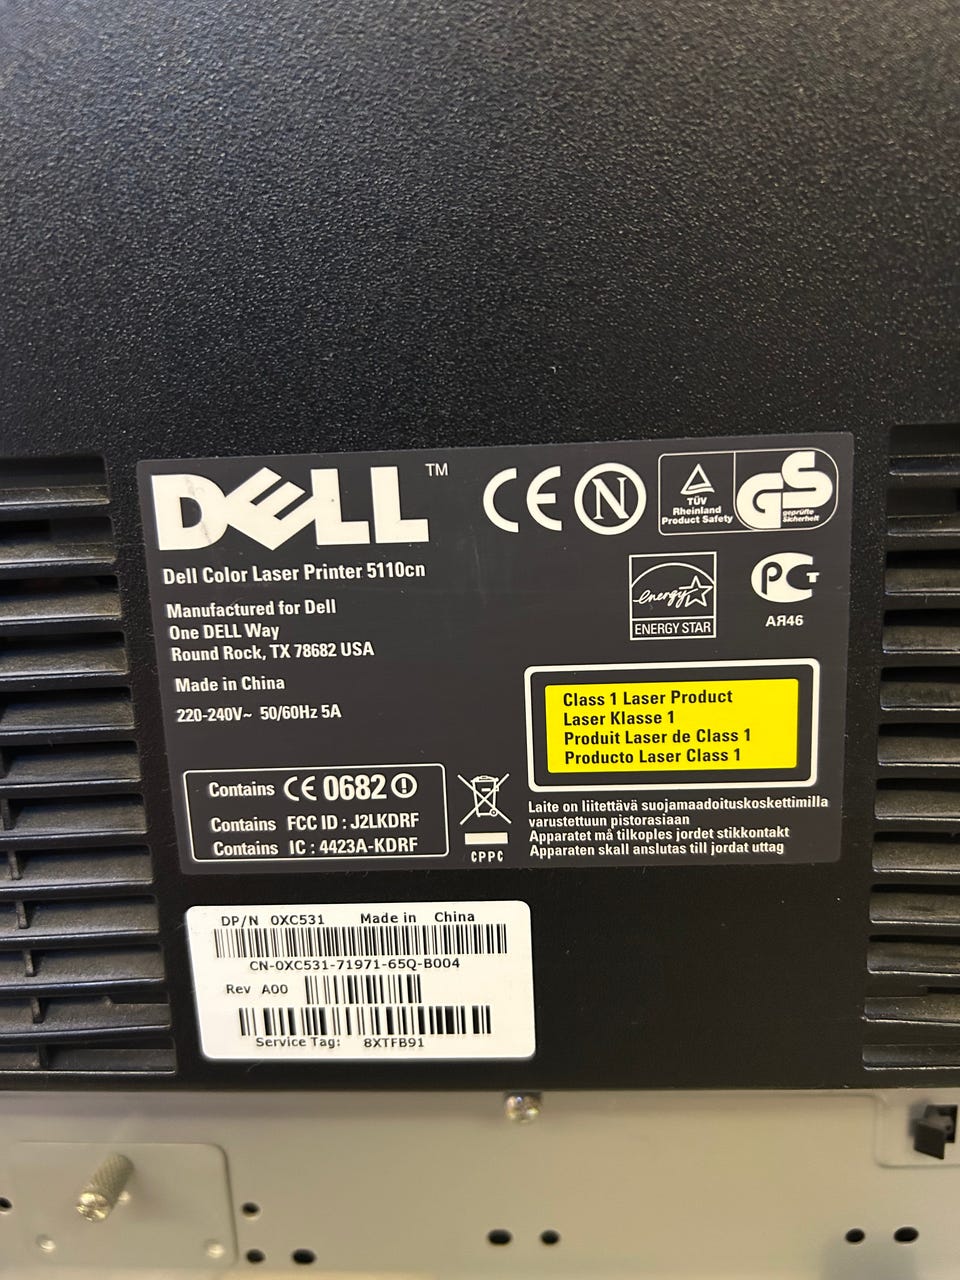 DELL™
CE N
TÜV
Rheinland
Product Safety
GS
geprüfte
Sicherheit
Dell Color Laser Printer 5110cn
Manufactured for Dell
One DELL Way
Round Rock, TX 78682 USA
Made in China
220-240V~ 50/60Hz 5A
energy
ENERGY STAR
PCT
АЯ46
Class 1 Laser Product
Laser Klasse 1
Produit Laser de Class 1
Producto Laser Class 1
Contains CE 0682
Contains FCC ID : J2LKDRF
Contains IC : 4423A-KDRF
CPPC
Laite on liitettävä suojamaadoituskoskettimilla
varustettuun pistorasiaan
Apparatet må tilkoples jordet stikkontakt
Apparaten skall anslutas till jordat uttag
DP/N 0XC531 Made in China
CN-0XC531-71971-65Q-B004
Rev A00
Service Tag: 8XTFB91